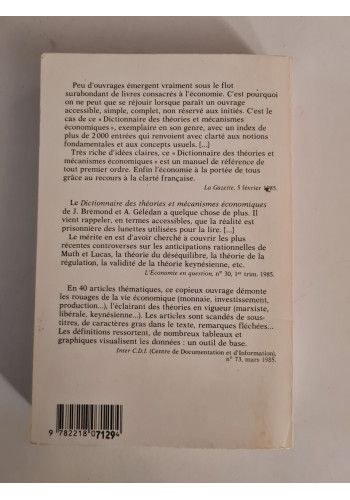 Peu d'ouvrages émergent vraiment sous le flot
surabondant de livres consacrés à l'économie. C'est pourquoi
on ne peut que se réjouir lorsque paraît un ouvrage
accessible, simple, complet, non réservé aux initiés. C'est le
cas de ce « Dictionnaire des théories et mécanismes
économiques », exemplaire en son genre, avec un index de
plus de 2000 entrées qui renvoient avec clarté aux notions
fondamentales et aux concepts usuels. [...]
Très riche d'idées claires, ce « Dictionnaire des théories et
mécanismes économiques » est un manuel de référence de
tout premier ordre. Enfin l'économie à la portée de tous
grâce au recours à la clarté française.
La Gazette, 5 février 1985.
Le Dictionnaire des théories et mécanismes économiques
de J. Brémond et A. Gélédan a quelque chose de plus. Il
vient rappeler, en termes accessibles, que la réalité est
prisonnière des lunettes utilisées pour la lire. [...]
Le mérite en est d'avoir cherché à couvrir les plus
récentes controverses sur les anticipations rationnelles de
Muth et Lucas, la théorie du déséquilibre, la théorie de la
régulation, la validité de la théorie keynésienne, etc.
L'Économie en question, n° 30, 1er trim. 1985.
En 40 articles thématiques, ce copieux ouvrage démonte
les rouages de la vie économique (monnaie, investissement,
production...), l'éclairant des théories en vigueur (marxiste,
libérale, keynésienne...). Les articles sont scandés de sous-
titres, de caractères gras dans le texte, remarques fléchées...
Les définitions ressortent, de nombreux tableaux et
graphiques visualisent les données : un outil de base.
Inter C.D.I. (Centre de Documentation et d'Information),
n° 73, mars 1985.
9 782218 071294